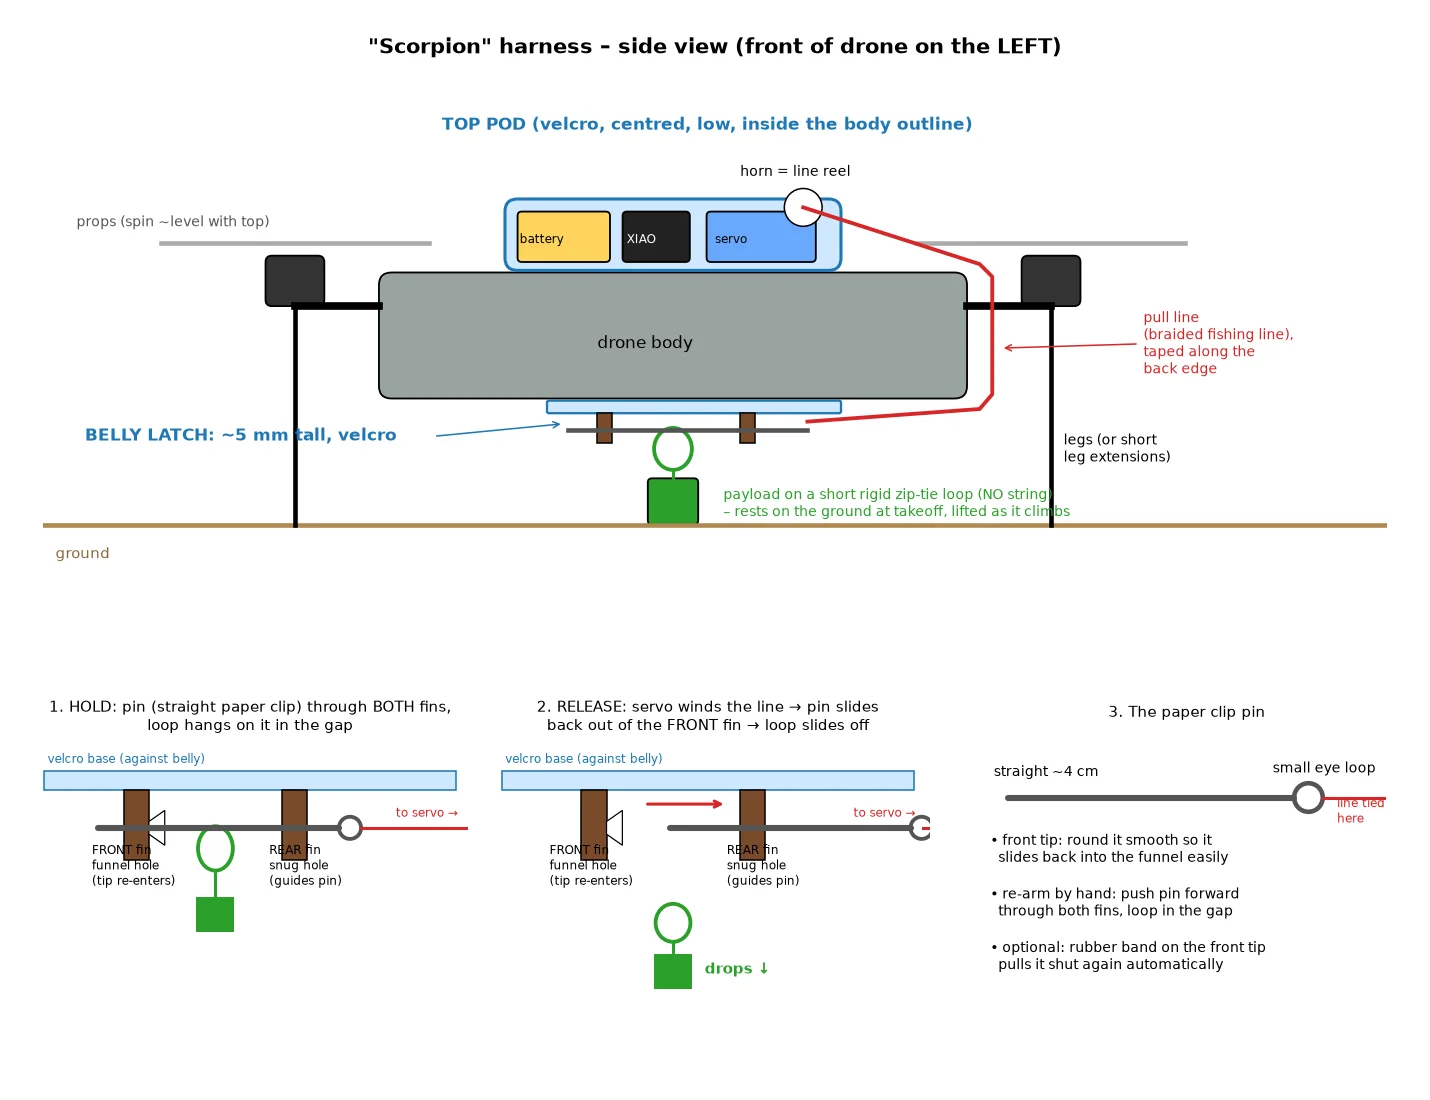 "Scorpion" harness – side view (front of drone on the LEFT)
TOP POD (velcro, centred, low, inside the body outline)
horn = line reel
props (spin ~level with top)
battery
XIAO
servo
drone body
pull line
(braided fishing line),
taped along the
back edge
BELLY LATCH: ~5 mm tall, velcro
legs (or short
leg extensions)
payload on a short rigid zip-tie loop (NO string)
– rests on the ground at takeoff, lifted as it climbs
ground
1. HOLD: pin (straight paper clip) through BOTH fins,
loop hangs on it in the gap
velcro base (against belly)
to servo →
FRONT fin
funnel hole
(tip re-enters)
REAR fin
snug hole
(guides pin)
2. RELEASE: servo winds the line → pin slides
back out of the FRONT fin → loop slides off
velcro base (against belly)
to servo →
FRONT fin
funnel hole
(tip re-enters)
REAR fin
snug hole
(guides pin)
drops ↓
3. The paper clip pin
straight ~4 cm
small eye loop
line tied
here
• front tip: round it smooth so it
slides back into the funnel easily
• re-arm by hand: push pin forward
through both fins, loop in the gap
• optional: rubber band on the front tip
pulls it shut again automatically